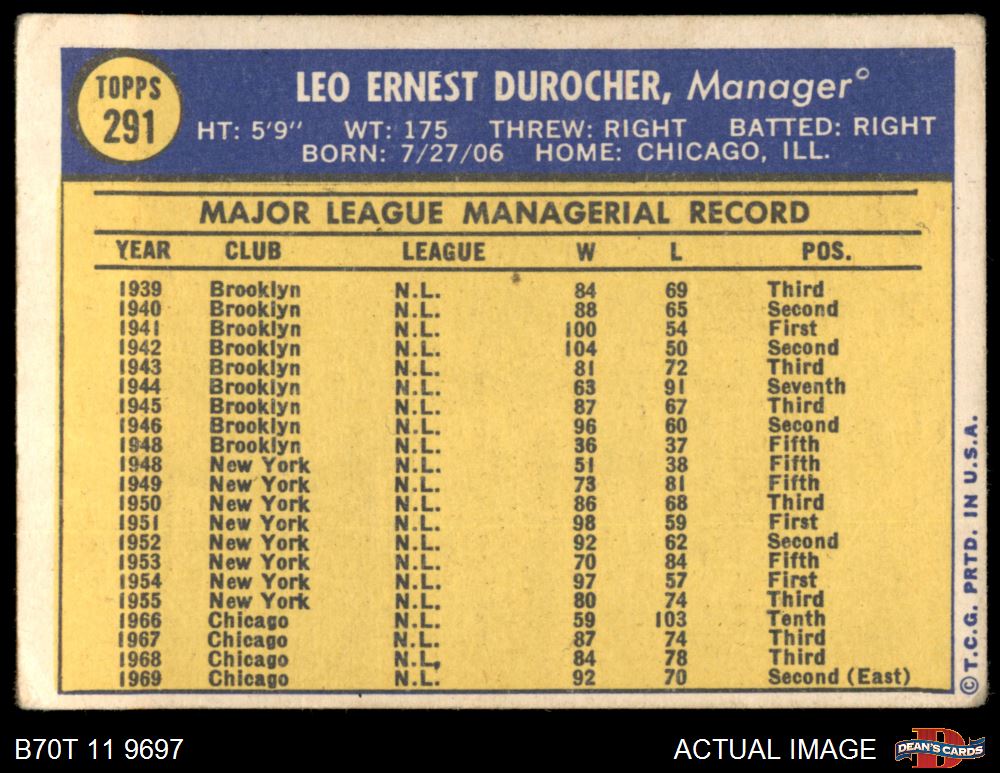 TOPPS
291
LEO ERNEST DUROCHER, Manager°
HT: 5'9" WT: 175 THREW: RIGHT BATTED: RIGHT
BORN: 7/27/06 HOME: CHICAGO, ILL.
MAJOR LEAGUE MANAGERIAL RECORD
YEAR CLUB LEAGUE W L POS.
1939 Brooklyn N.L. 84 69 Third
1940 Brooklyn N.L. 88 65 Second
1941 Brooklyn N.L. 100 54 First
1942 Brooklyn N.L. 104 50 Second
1943 Brooklyn N.L. 81 72 Third
1944 Brooklyn N.L. 63 91 Seventh
1945 Brooklyn N.L. 87 67 Third
1946 Brooklyn N.L. 96 60 Second
1948 Brooklyn N.L. 36 37 Fifth
1948 New York N.L. 51 38 Fifth
1949 New York N.L. 73 81 Fifth
1950 New York N.L. 86 68 Third
1951 New York N.L. 98 59 First
1952 New York N.L. 92 62 Second
1953 New York N.L. 70 84 Fifth
1954 New York N.L. 97 57 First
1955 New York N.L. 80 74 Third
1966 Chicago N.L. 59 103 Tenth
1967 Chicago N.L. 87 74 Third
1968 Chicago N.L. 84 78 Third
1969 Chicago N.L. 92 70 Second (East)
© T.C.G. PRTD. IN U.S.A.
B70T 11 9697
ACTUAL IMAGE
D
DEAN'S CARDS